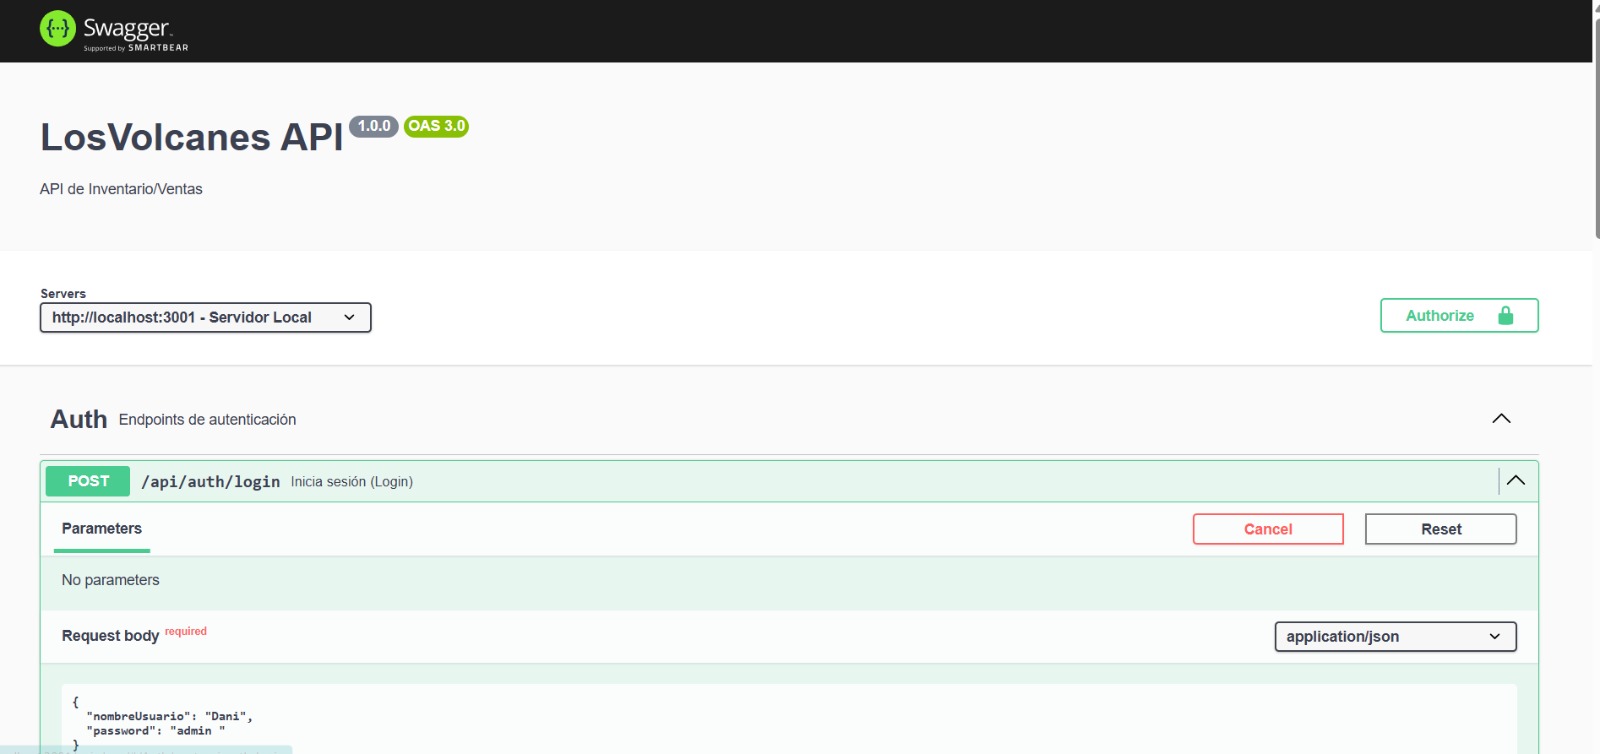 Swagger
Supported by SMARTBEAR
LosVolcanes API 1.0.0 OAS 3.0
API de Inventario/Ventas
Servers
http://localhost:3001 - Servidor Local
Authorize
Auth Endpoints de autenticación
POST /api/auth/login Inicia sesión (Login)
Parameters
Cancel
Reset
No parameters
Request body required
application/json
{
"nombreUsuario": "Dani",
"password": "admin "
}